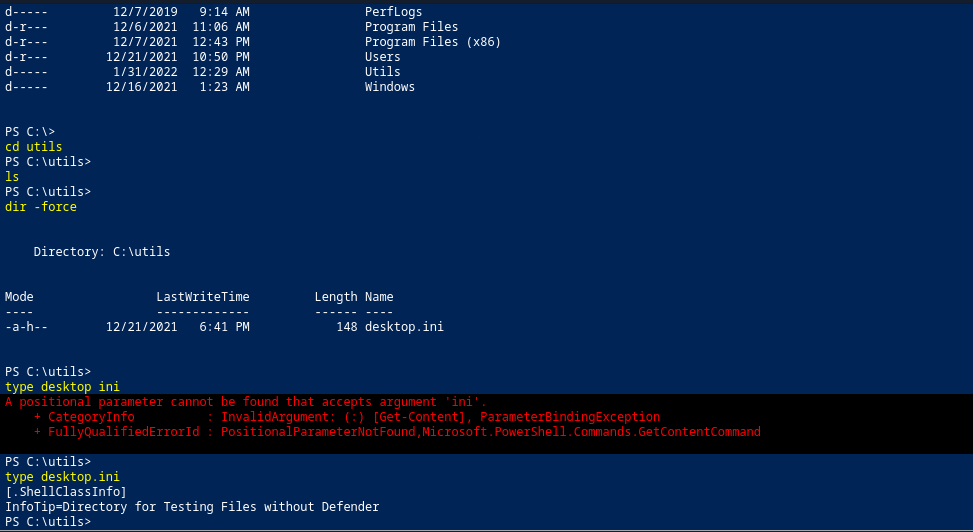 d-----         12/7/2019   9:14 AM                PerfLogs
d-r---         12/6/2021  11:06 AM                Program Files
d-r---         12/7/2021  12:43 PM                Program Files (x86)
d-r---        12/21/2021  10:50 PM                Users
d-----         1/31/2022  12:29 AM                Utils
d-----        12/16/2021   1:23 AM                Windows
PS C:\>
cd utils
PS C:\utils>
ls
PS C:\utils>
dir -force
    Directory: C:\utils
Mode                 LastWriteTime         Length Name
----                 -------------         ------ ----
-a-h--        12/21/2021   6:41 PM            148 desktop.ini
PS C:\utils>
type desktop ini
A positional parameter cannot be found that accepts argument 'ini'.
    + CategoryInfo          : InvalidArgument: (:) [Get-Content], ParameterBindingException
    + FullyQualifiedErrorId : PositionalParameterNotFound,Microsoft.PowerShell.Commands.GetContentCommand
PS C:\utils>
type desktop.ini
[.ShellClassInfo]
InfoTip=Directory for Testing Files without Defender
PS C:\utils>